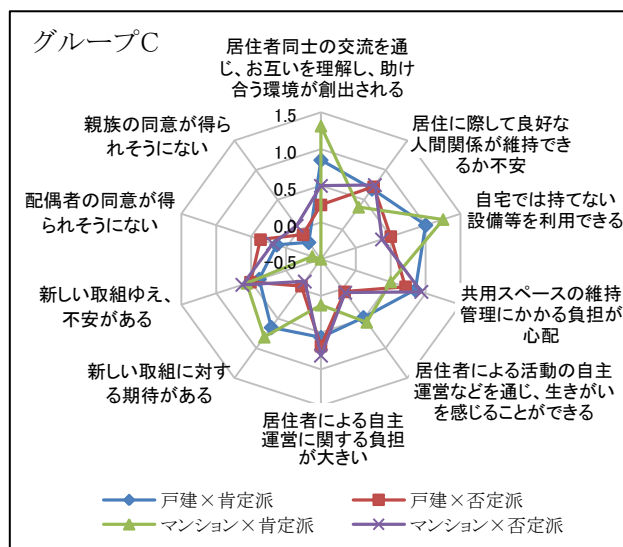 グループC
居住者同士の交流を通
じ、お互いを理解し、助け
合う環境が創出される
居住に際して良好な
人間関係が維持でき
るか不安
自宅では持てない
設備等を利用できる
共用スペースの維持
管理にかかる負担が
心配
居住者による活動の自主
運営などを通じ、生きがい
を感じることができる
居住者による自主
運営に関する負担
が大きい
新しい取組に対す
る期待がある
新しい取組ゆえ、
不安がある
配偶者の同意が得
られそうにない
親族の同意が得ら
れそうにない
1.5
1.0
0.5
0.0
−0.5
戸建×肯定派
戸建×否定派
マンション×肯定派
マンション×否定派